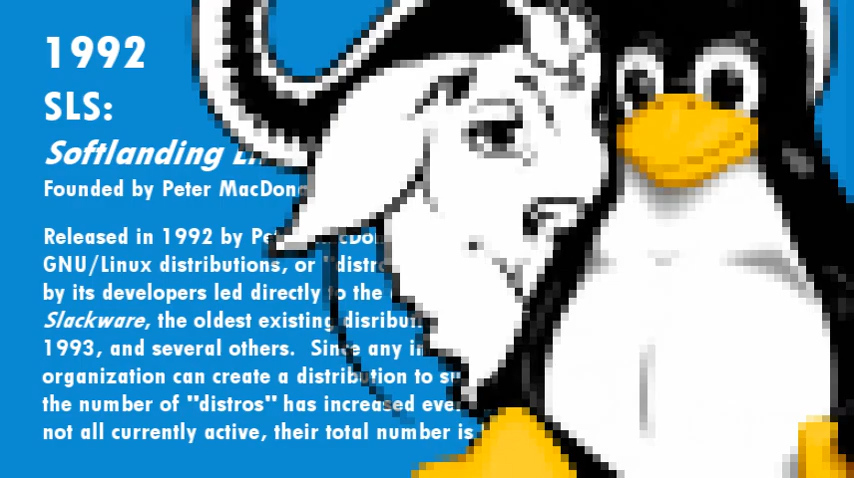 1992
SLS:
Softlanding
Founded by Peter
Released in 1992 by
GNU/Linux distributions, or
by its developers led directly to the
Slackware, the oldest existing
1993, and several others. Since any
organization can create a distribution to
the number of "distros" has increased
not all currently active, their total number is